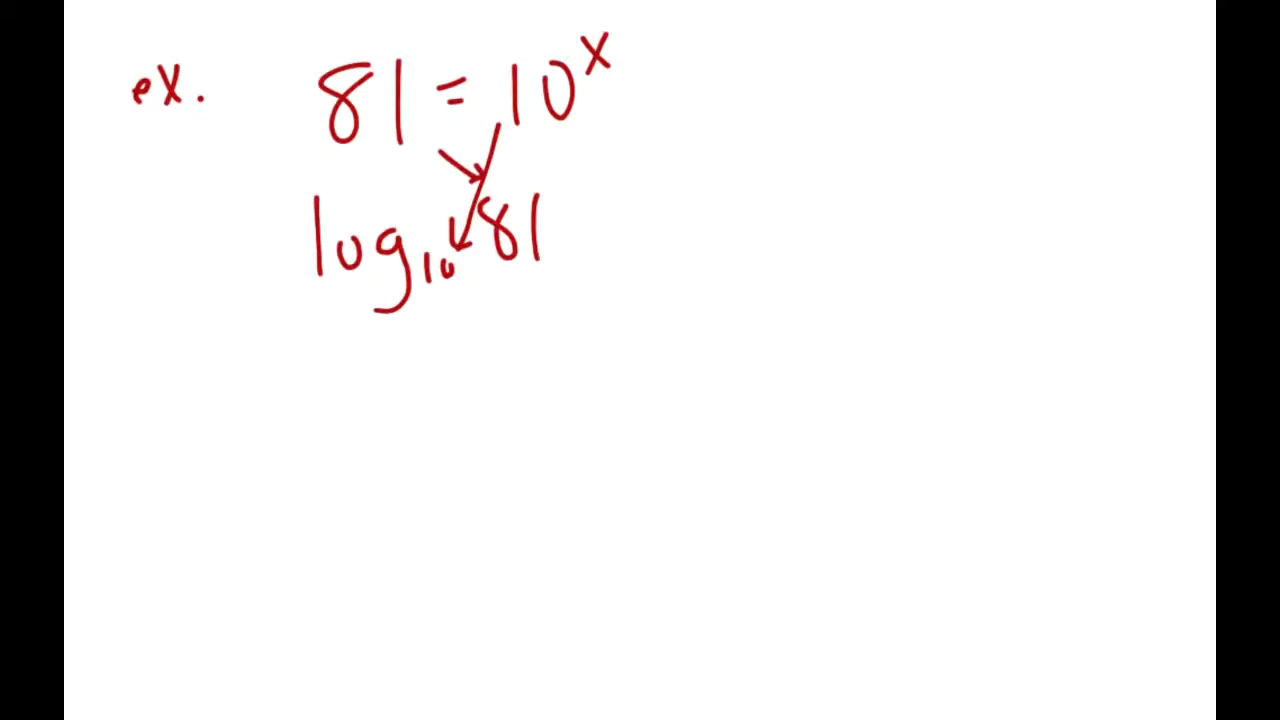 ex. 81 = 10^x
log₁₀ 81